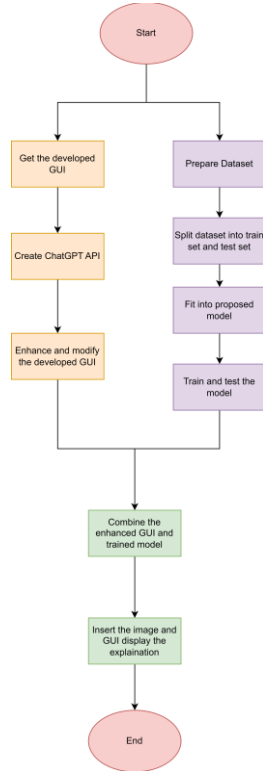 Start
Get the developed
GUI
Prepare Dataset
Create ChatGPT API
Split dataset into train
set and test set
Fit into proposed
model
Enhance and modify
the developed GUI
Train and test the
model
Combine the
enhanced GUI and
trained model
Insert the image and
GUI display the
explaination
End